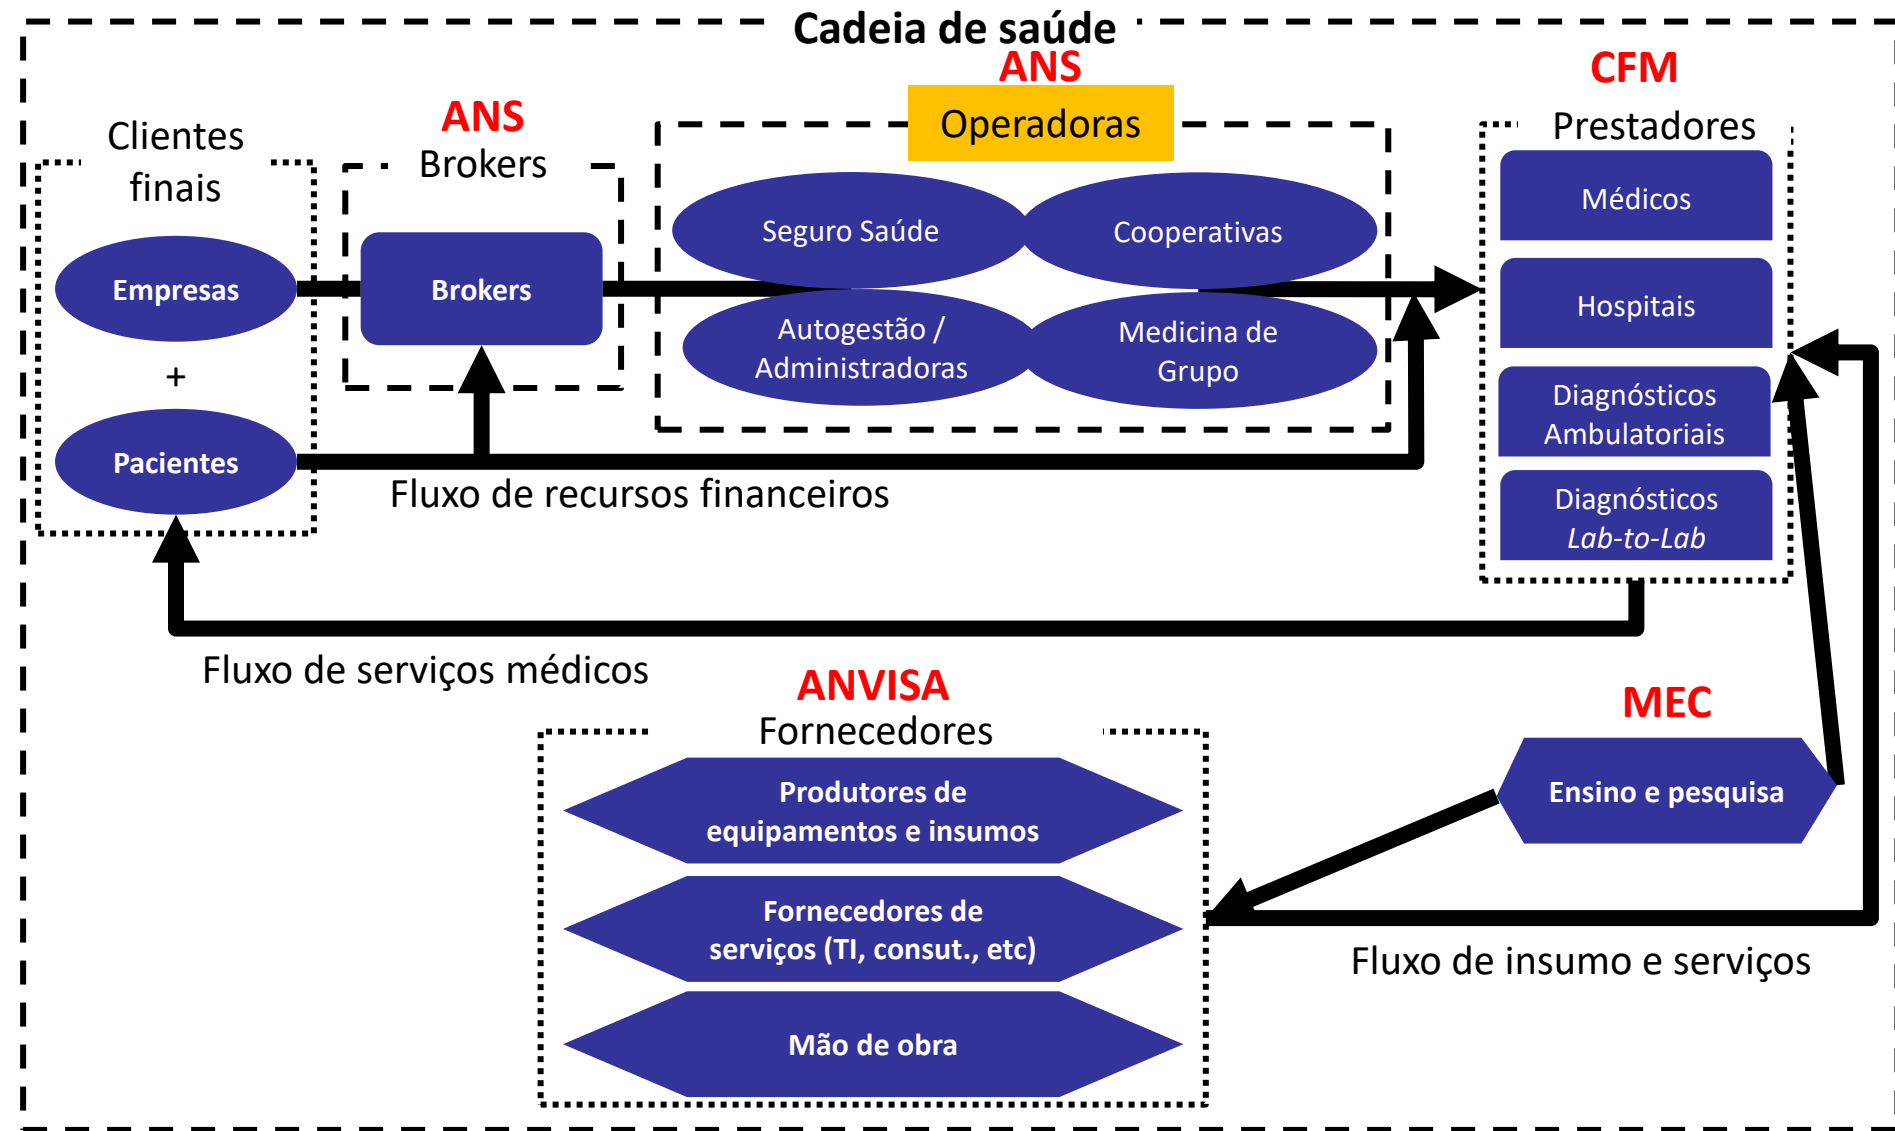 Cadeia de saúde
ANS
CFM
ANS
Clientes
finais
Brokers
Operadoras
Prestadores
Empresas
+
Pacientes
Brokers
Seguro Saúde
Cooperativas
Autogestão /
Administradoras
Medicina de
Grupo
Médicos
Hospitais
Diagnósticos
Ambulatoriais
Diagnósticos
Lab-to-Lab
Fluxo de recursos financeiros
Fluxo de serviços médicos
ANVISA
Fornecedores
Produtores de
equipamentos e insumos
Fornecedores de
serviços (TI, consut., etc)
Mão de obra
MEC
Ensino e pesquisa
Fluxo de insumo e serviços